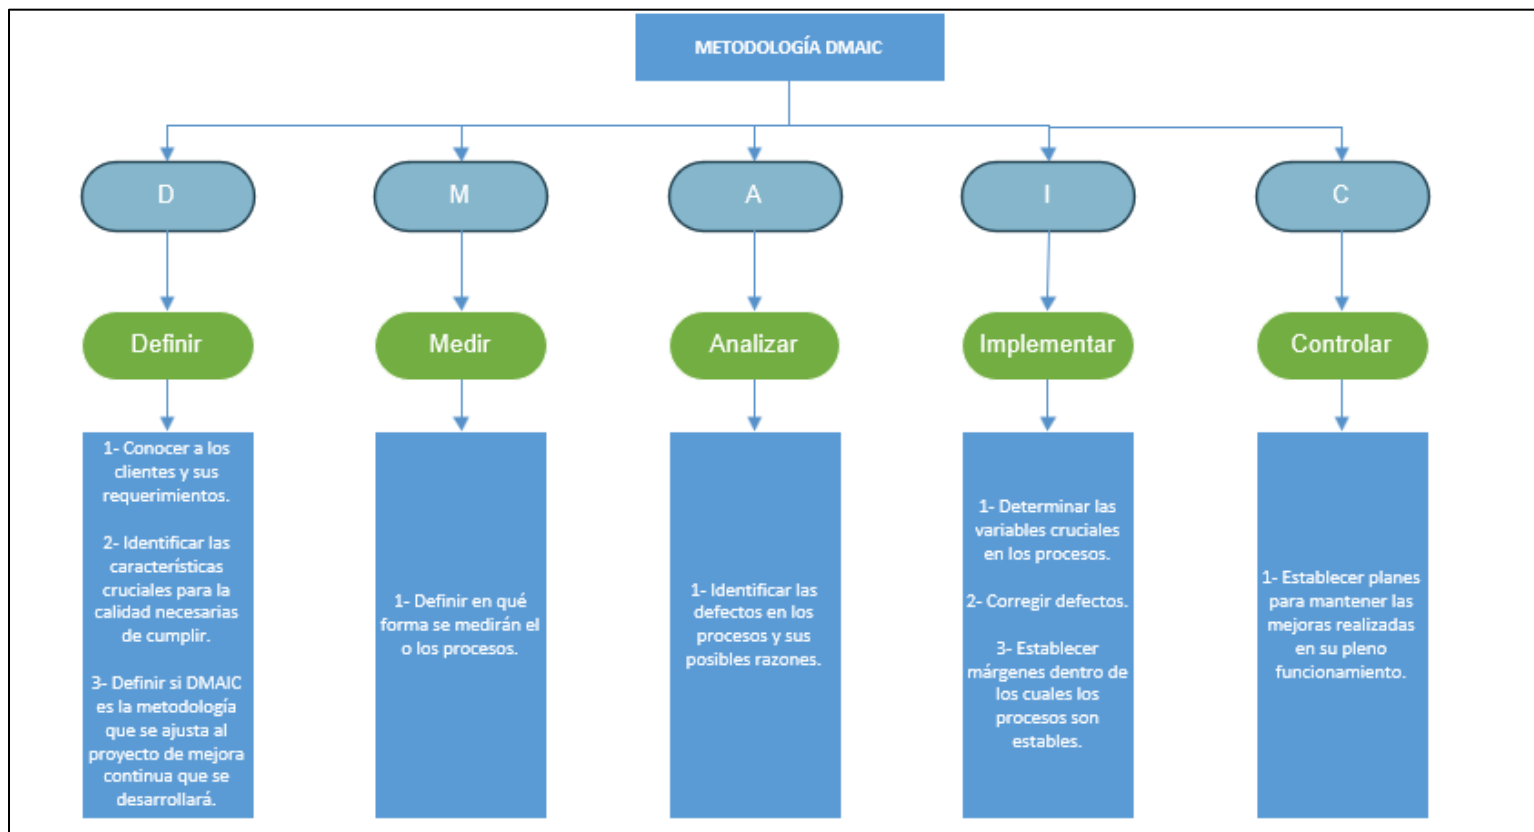 METODOLOGÍA DMAIC
D
M
A
I
C
Definir
Medir
Analizar
Implementar
Controlar
1- Conocer a los
clientes y sus
requerimientos.
2- Identificar las
características
cruciales para la
calidad necesarias
de cumplir.
3- Definir si DMAIC
es la metodología
que se ajusta al
proyecto de mejora
continua que se
desarrollará.
1- Definir en qué
forma se medirán el
o los procesos.
1- Identificar las
defectos en los
procesos y sus
posibles razones.
1- Determinar las
variables cruciales
en los procesos.
2- Corregir defectos.
3- Establecer
márgenes dentro de
los cuales los
procesos son
estables.
1- Establecer planes
para mantener las
mejoras realizadas
en su pleno
funcionamiento.